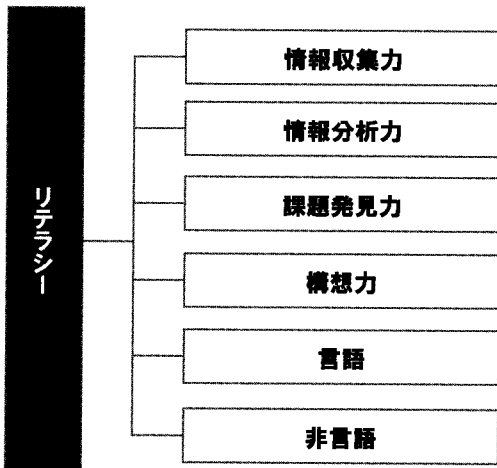 リテラシー
情報収集力
情報分析力
課題発見力
構想力
言語
非言語